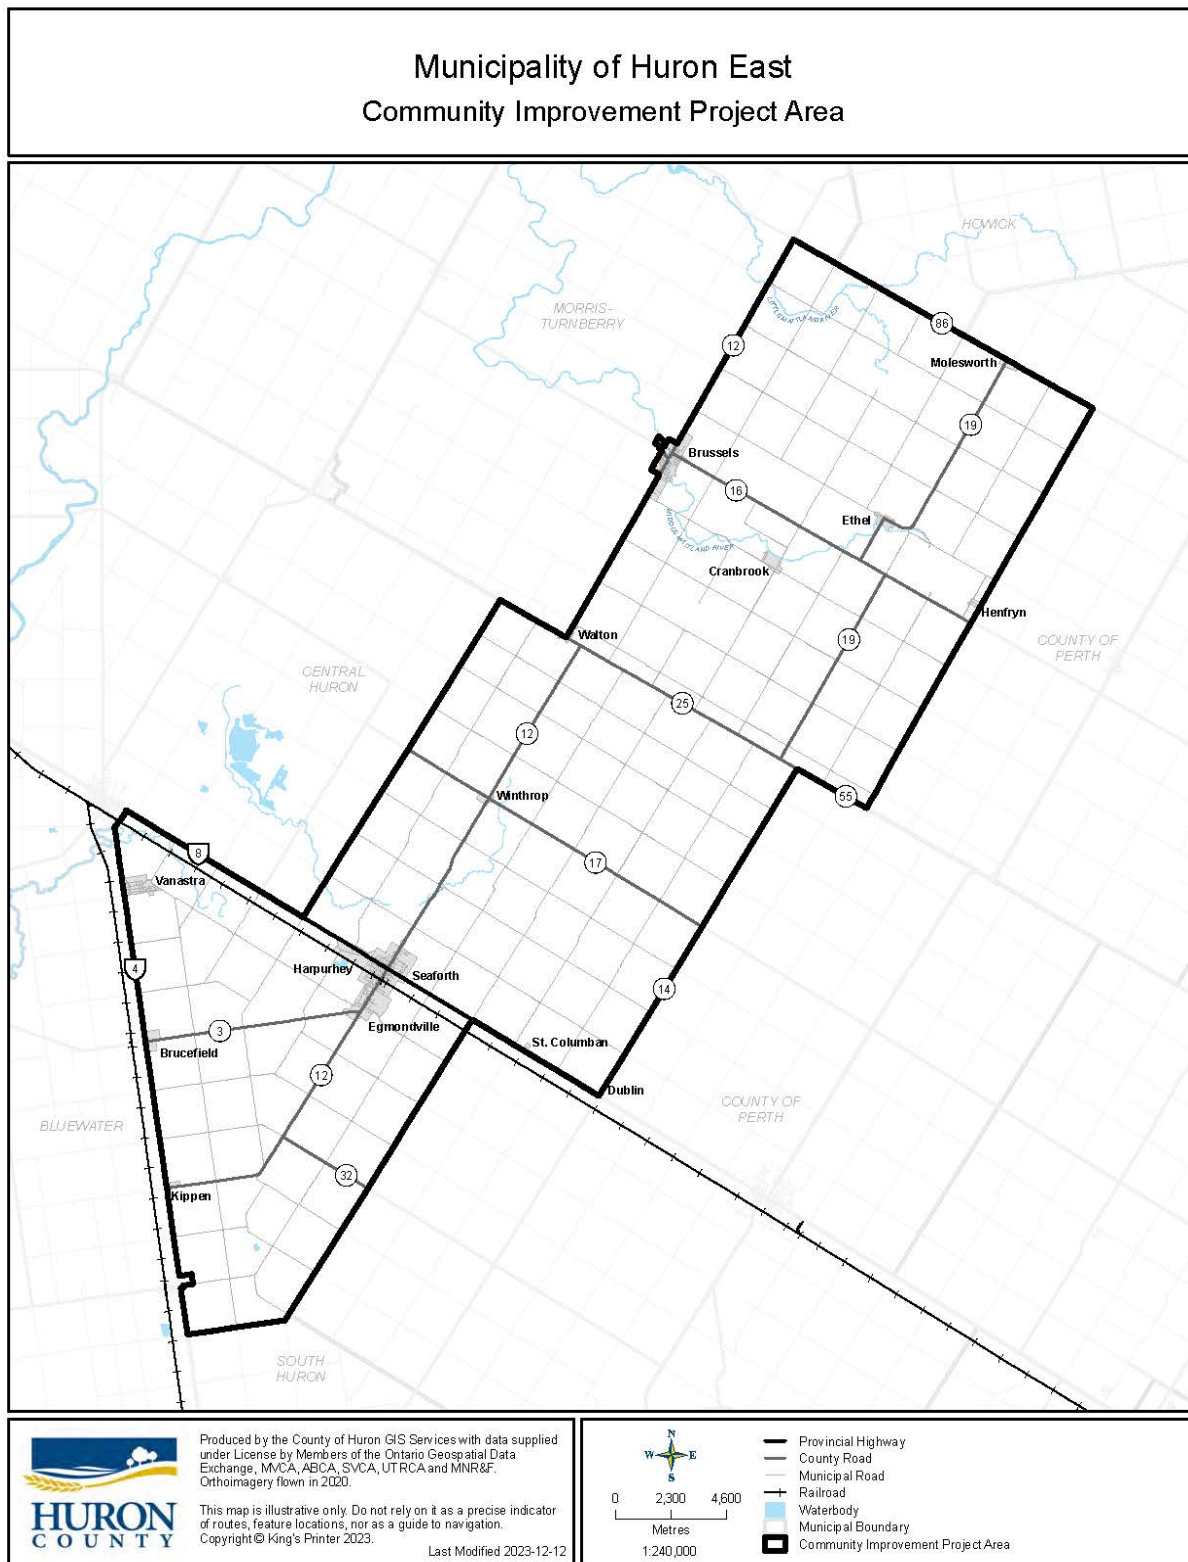 Municipality of Huron East
Community Improvement Project Area
HOWICK
MORRIS-
TURNBERRY
LITTLE MAITLAND RIVER
86
12
Molesworth
19
Brussels
16
Ethel
MIDDLE MAITLAND RIVER
Cranbrook
Henfryn
Walton
19
COUNTY OF
PERTH
CENTRAL
HURON
25
12
Winthrop
55
8
17
Vanastra
4
Harpurhey
Seaforth
14
Egmondville
3
St. Columban
Brucefield
12
Dublin
COUNTY OF
PERTH
BLUEWATER
32
Kippen
SOUTH
HURON
HURON
COUNTY
Produced by the County of Huron GIS Services with data supplied
under License by Members of the Ontario Geospatial Data
Exchange, MVCA, ABCA, SVCA, UTRCA and MNR&F.
Orthoimagery flown in 2020.
This map is illustrative only. Do not rely on it as a precise indicator
of routes, feature locations, nor as a guide to navigation.
Copyright © King's Printer 2023.
Last Modified 2023-12-12
N
W E
S
0 2,300 4,600
Metres
1:240,000
Provincial Highway
County Road
Municipal Road
Railroad
Waterbody
Municipal Boundary
Community Improvement Project Area